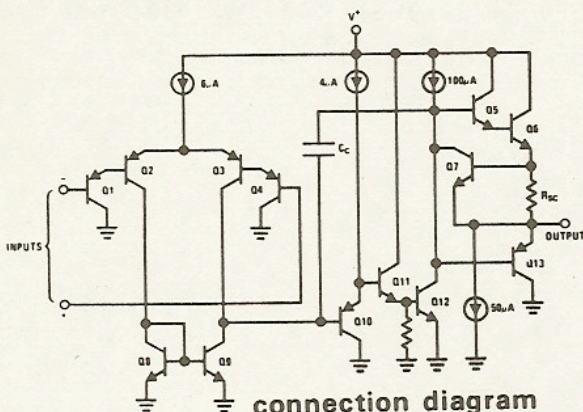 V+
6µA
4µA
100µA
Q5
Q6
Q2
Q3
Cc
Q7
Q1
Q4
RSC
INPUTS
-
OUTPUT
Q11
Q13
Q10
Q12
50µA
Q8
Q9
connection diagram